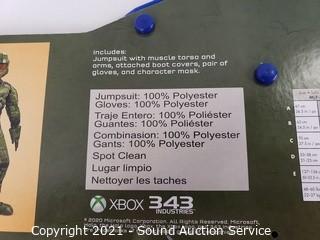 Includes:
Jumpsuit with muscle torso and
arms, attached boot covers, pair of
gloves, and character mask.
Jumpsuit: 100% Polyester
Gloves: 100% Polyester
Traje Entero: 100% Poliéster
Guantes: 100% Poliéster
Combination: 100% Polyester
Gants: 100% Polyester
Spot Clean
Lugar limpio
Nettoyer les taches
XBOX 343
INDUSTRIES
© 2020 Microsoft Corporation. All Rights Reserved. Microsoft,
A
B
C
D
E
Copyright 2021 - Sound Auction Service